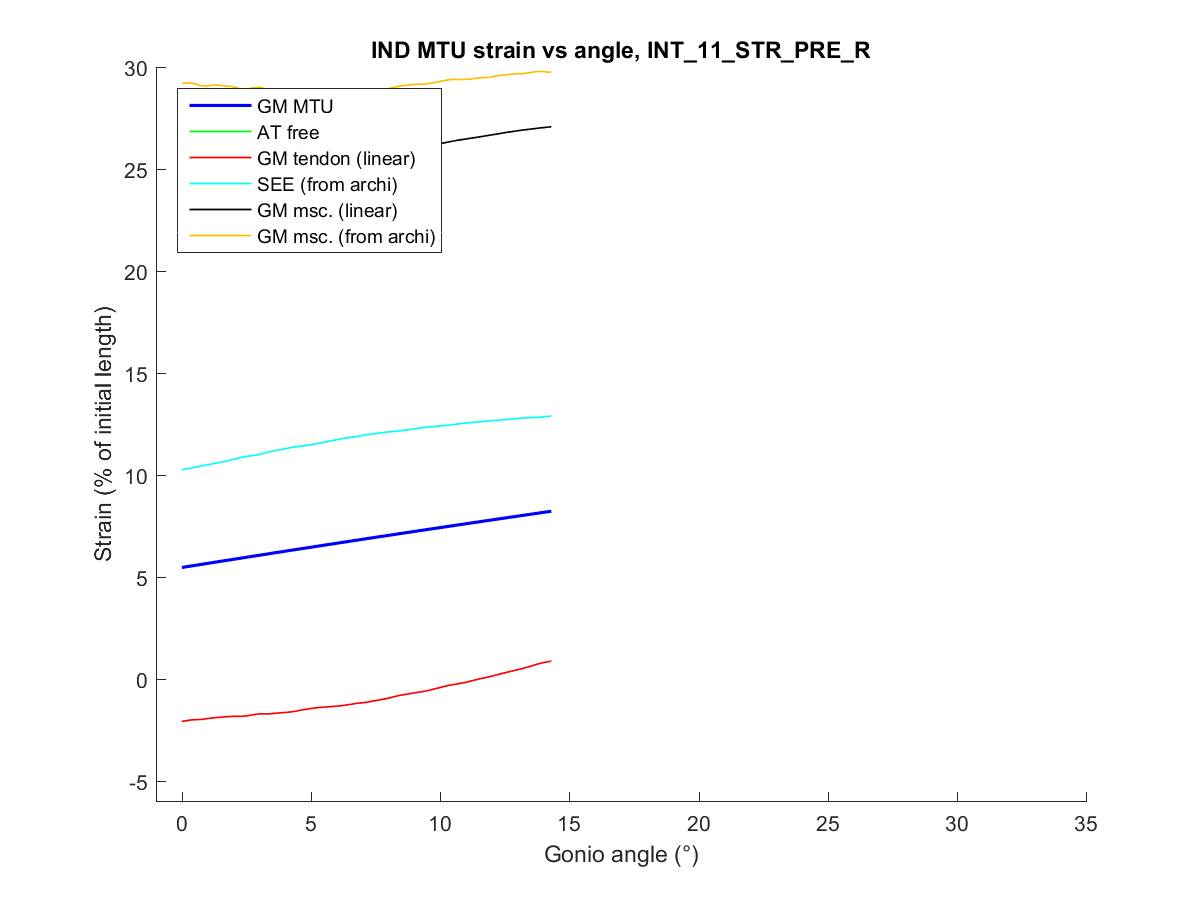 IND MTU strain vs angle, INT_11_STR_PRE_R
30
25
20
15
10
5
0
-5
Strain (% of initial length)
GM MTU
AT free
GM tendon (linear)
SEE (from archi)
GM msc. (linear)
GM msc. (from archi)
0 5 10 15 20 25 30 35
Gonio angle (°)